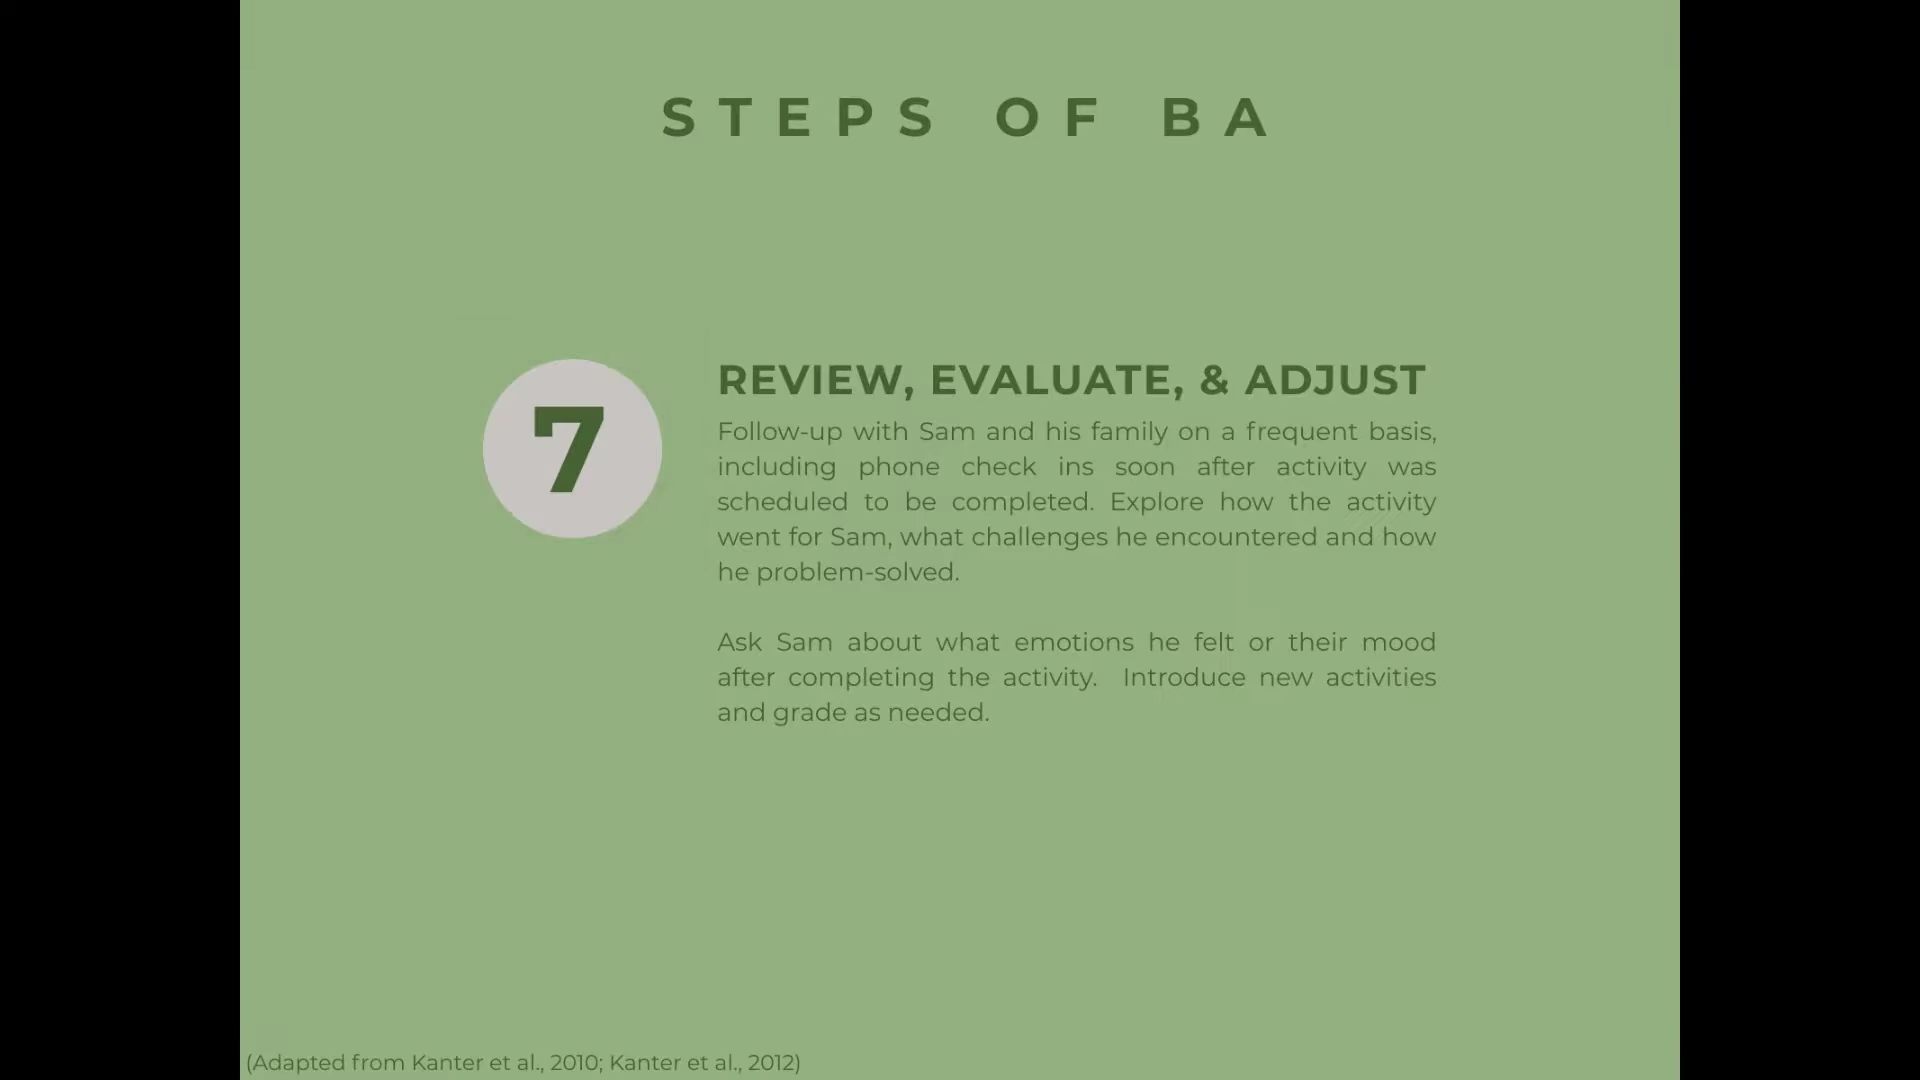 STEPS OF BA
7
REVIEW, EVALUATE, & ADJUST
Follow-up with Sam and his family on a frequent basis,
including phone check ins soon after activity was
scheduled to be completed. Explore how the activity
went for Sam, what challenges he encountered and how
he problem-solved.
Ask Sam about what emotions he felt or their mood
after completing the activity.  Introduce new activities
and grade as needed.
(Adapted from Kanter et al., 2010; Kanter et al., 2012)